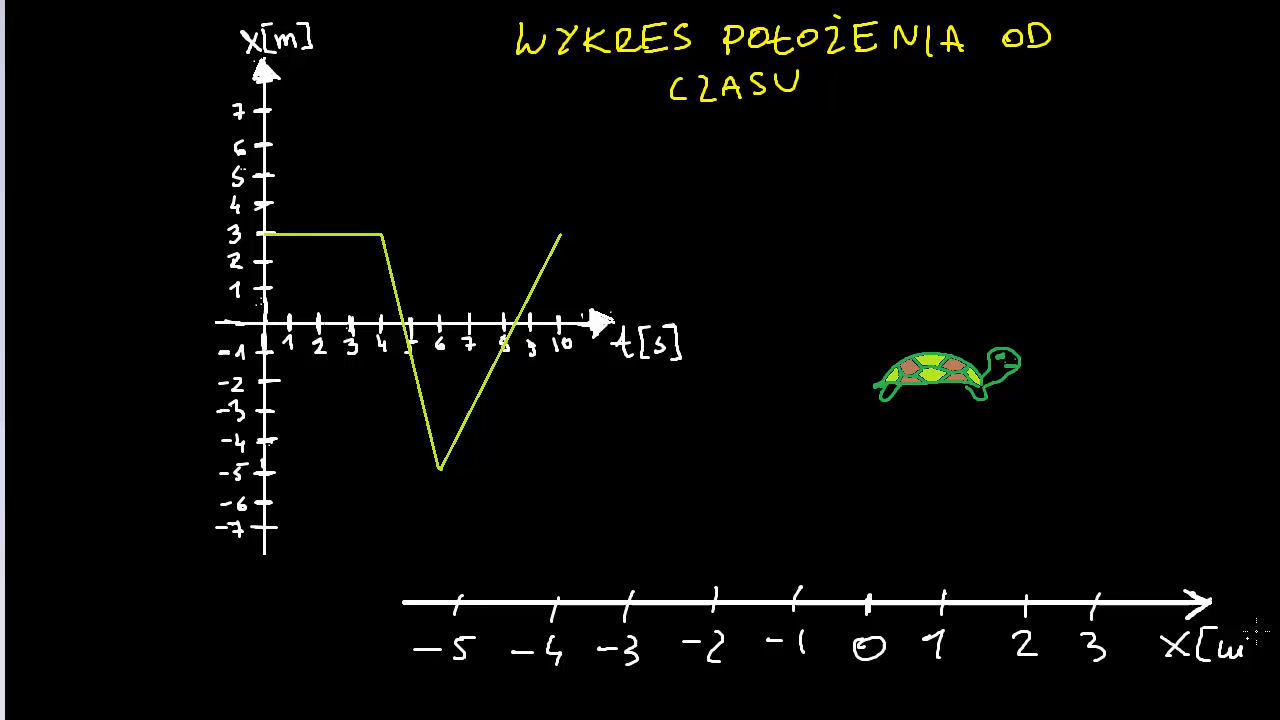 WYKRES POŁOŻENIA OD
CZASU
X[m]
7
6
5
4
3
2
1
-1
-2
-3
-4
-5
-6
-7
1 2 3 4 5 6 7 8 9 10
t[s]
-5 -4 -3 -2 -1 0 1 2 3 X[m